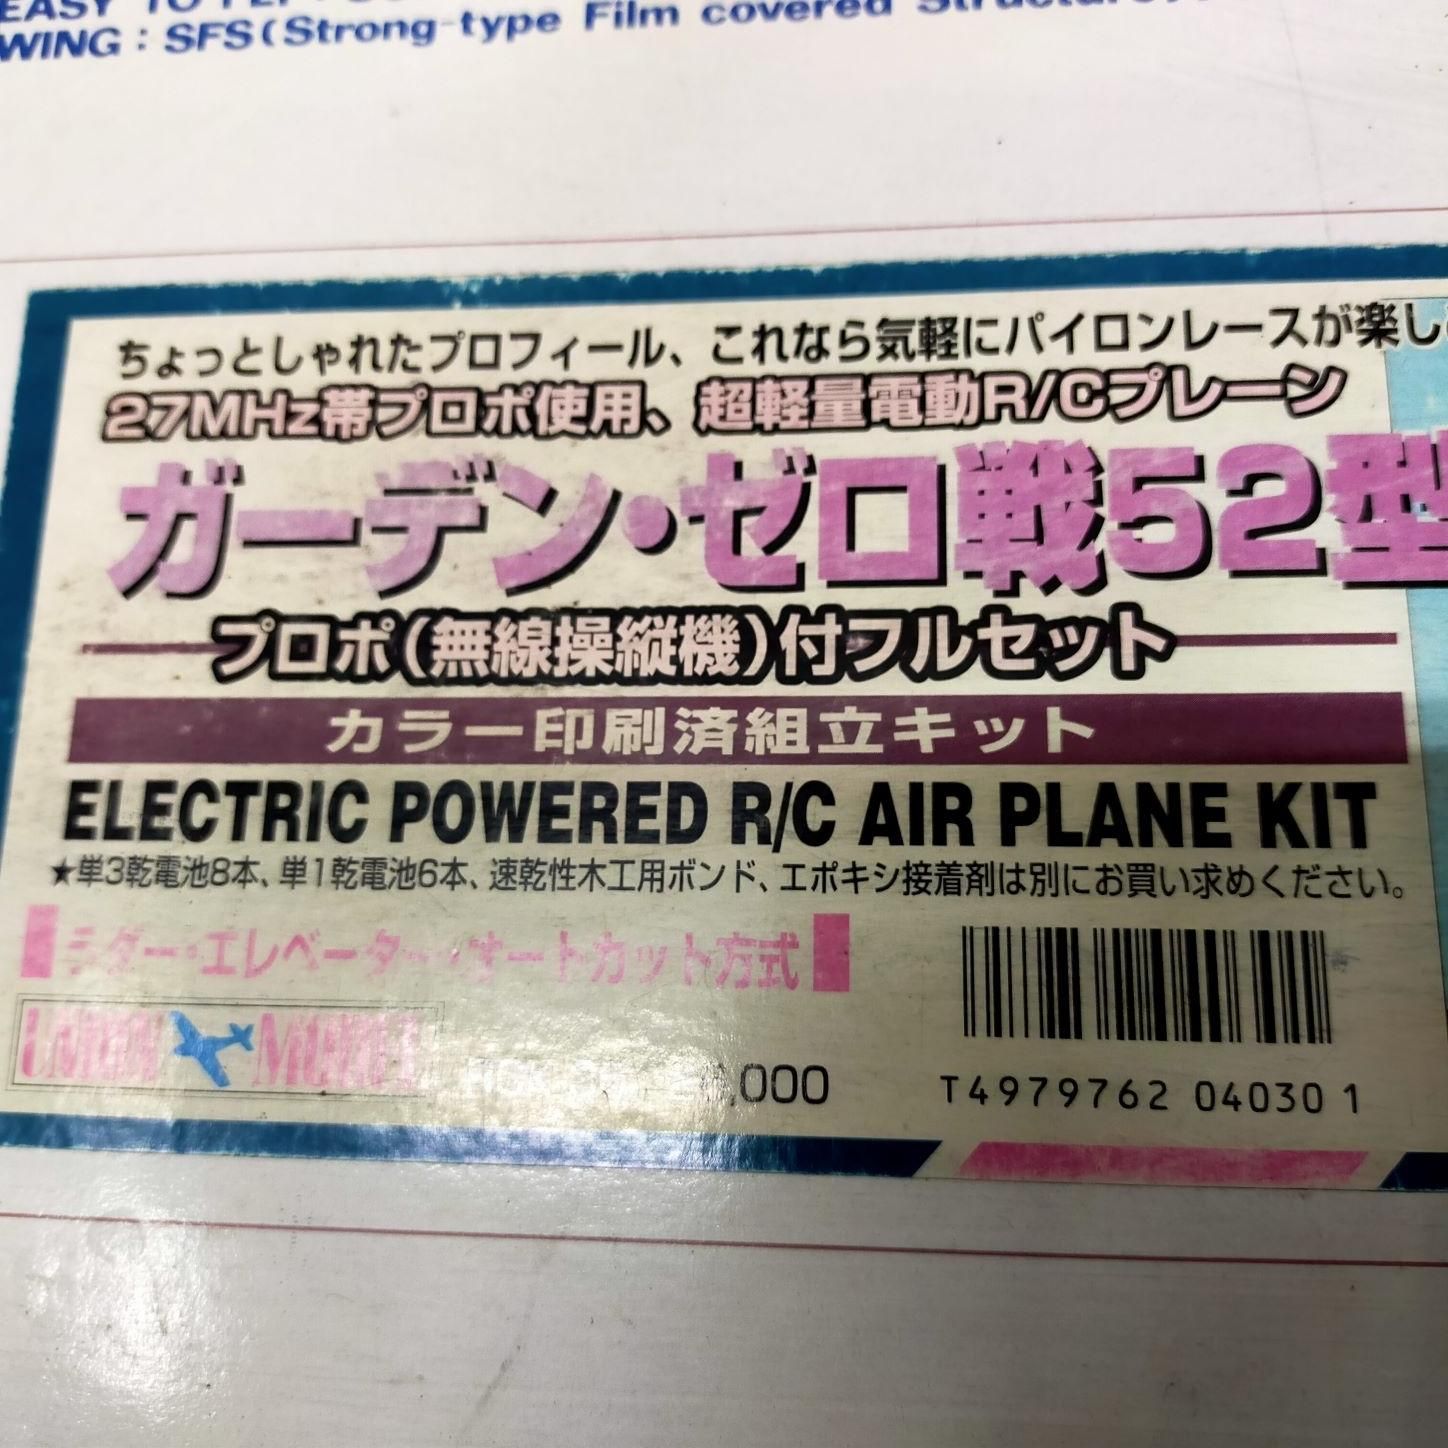 EASY TO
WING : SFS (Strong-type Film covered
ちょっとしゃれたプロフィール、これなら気軽にパイロンレースが楽し
27MHz帯プロポ使用、超軽量電動R/Cプレーン
ガーデン・ゼロ戦52型
プロポ(無線操縦機)付フルセット
カラー印刷済組立キット
ELECTRIC POWERED R/C AIR PLANE KIT
★単3乾電池8本、単1乾電池6本、速乾性木工用ボンド、エポキシ接着剤は別にお買い求めください。
ラダー・エレベーター・オートカット方式
UNION MODEL
,000
T4979762 04030 1